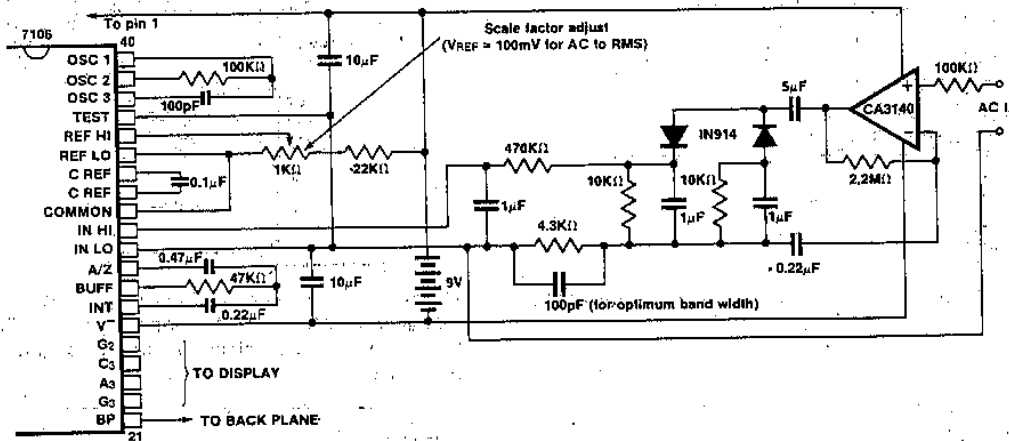 To pin 1
7106
40
Scale factor adjust
(VREF = 100mV for AC to RMS)
OSC 1
OSC 2
OSC 3
TEST
REF HI
REF LO
C REF
C REF
COMMON
IN HI
IN LO
A/Z
BUFF
INT
V−
G2
C3
A3
G3
BP
21
100KΩ
100pF
10μF
1KΩ
22KΩ
0.1μF
470KΩ
1μF
10KΩ
4.3KΩ
IN914
10KΩ
1μF
1μF
5μF
CA3140
+
−
100KΩ
AC I
2.2MΩ
0.22μF
0.47μF
47KΩ
0.22μF
10μF
9V
100pF (for optimum band width)
TO DISPLAY
TO BACK PLANE